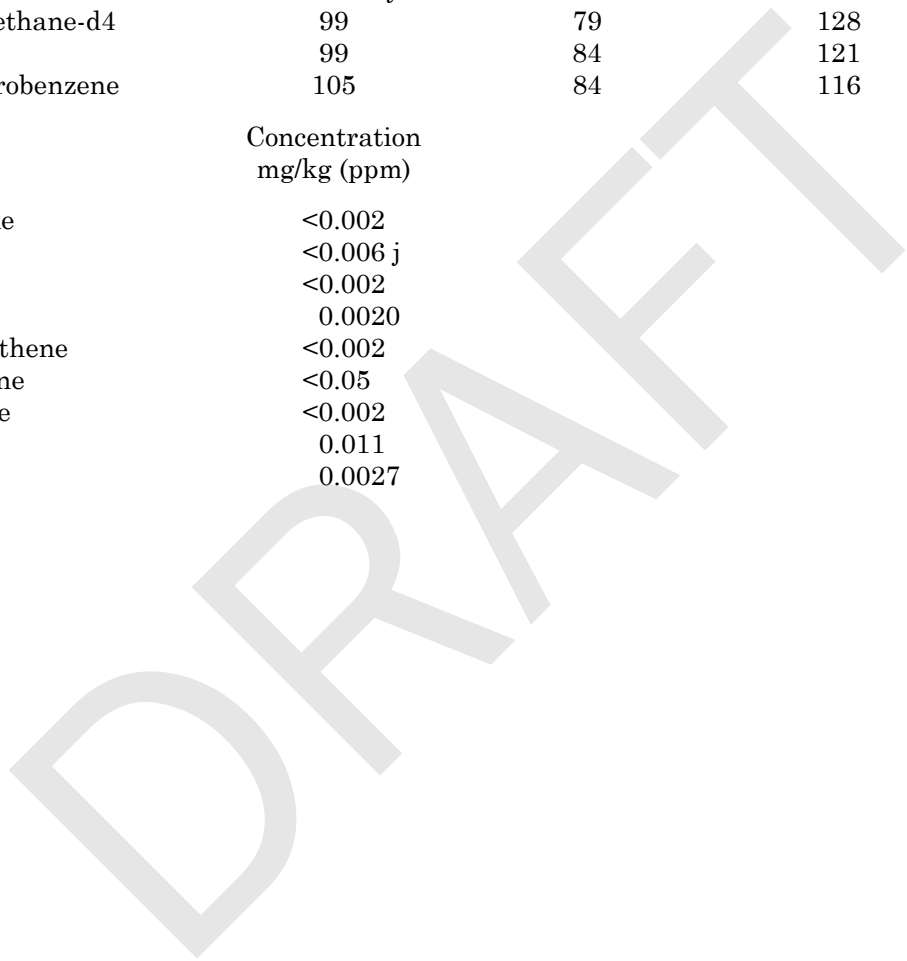 ethane-d4 99 79 128
99 84 121
robenzene 105 84 116
Concentration
mg/kg (ppm)
e <0.002
<0.006 j
<0.002
0.0020
thene <0.002
ne <0.05
e <0.002
0.011
0.0027
DRAFT